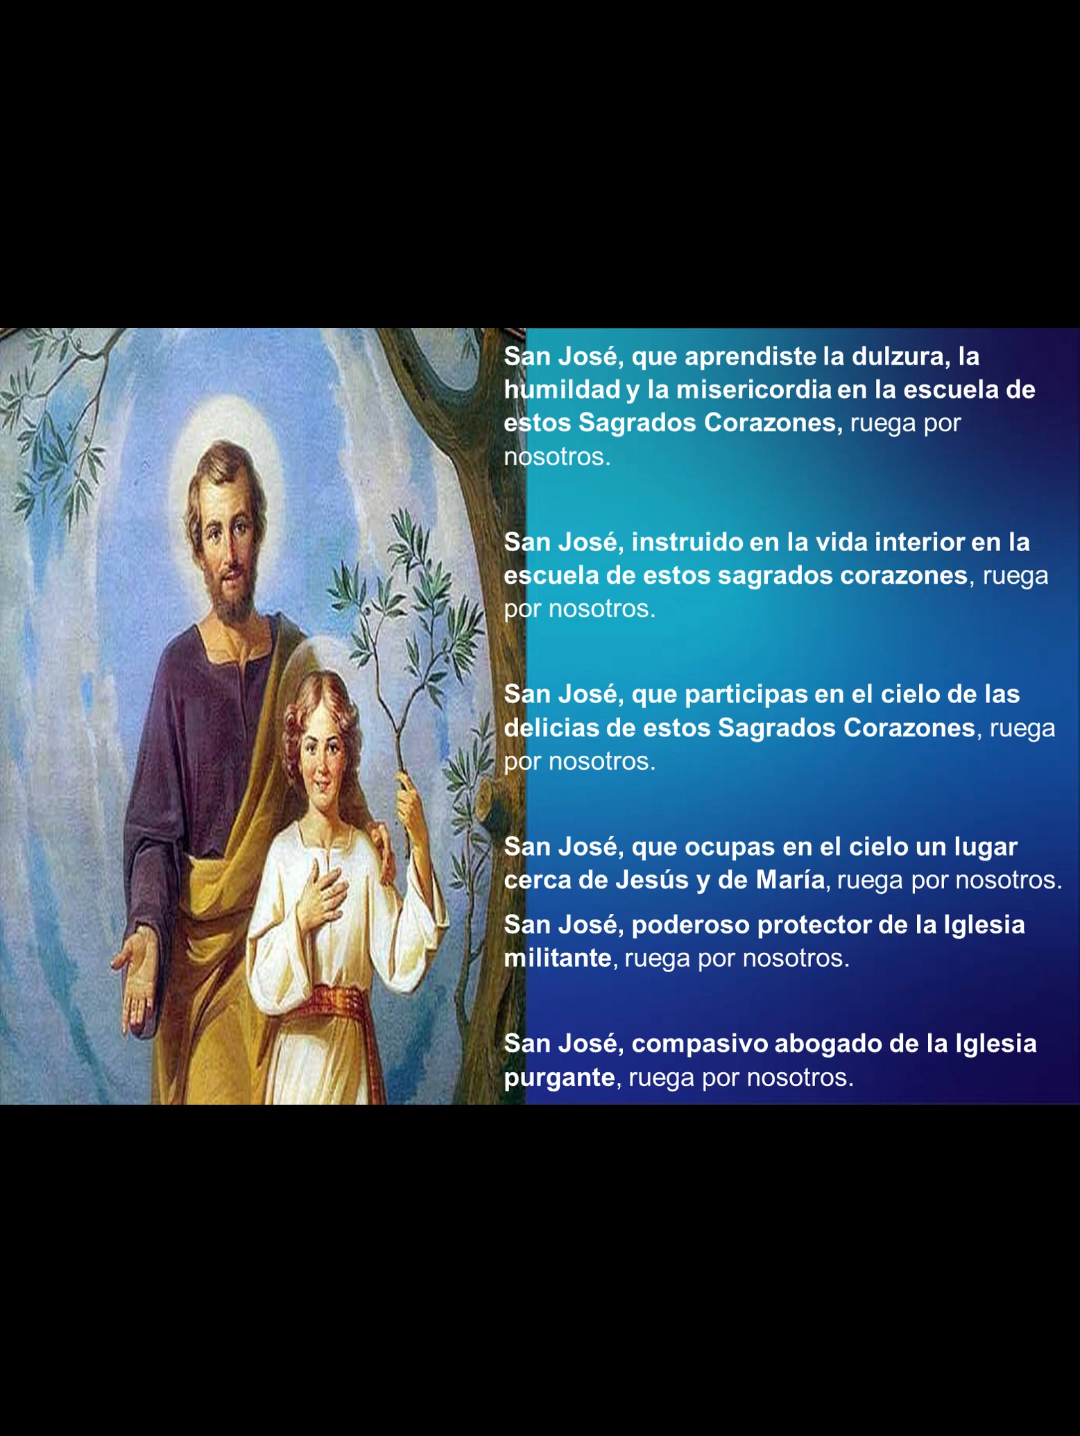 San José, que aprendiste la dulzura, la
humildad y la misericordia en la escuela de
estos Sagrados Corazones, ruega por
nosotros.
San José, instruido en la vida interior en la
escuela de estos sagrados corazones, ruega
por nosotros.
San José, que participas en el cielo de las
delicias de estos Sagrados Corazones, ruega
por nosotros.
San José, que ocupas en el cielo un lugar
cerca de Jesús y de María, ruega por nosotros.
San José, poderoso protector de la Iglesia
militante, ruega por nosotros.
San José, compasivo abogado de la Iglesia
purgante, ruega por nosotros.